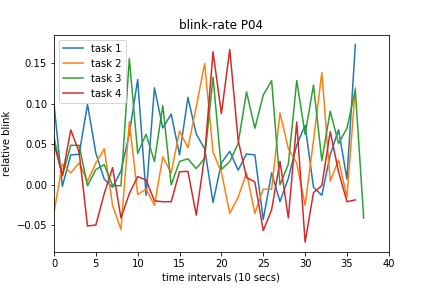 blink-rate P04
task 1
task 2
task 3
task 4
relative blink
0.15
0.10
0.05
0.00
−0.05
0 5 10 15 20 25 30 35 40
time intervals (10 secs)